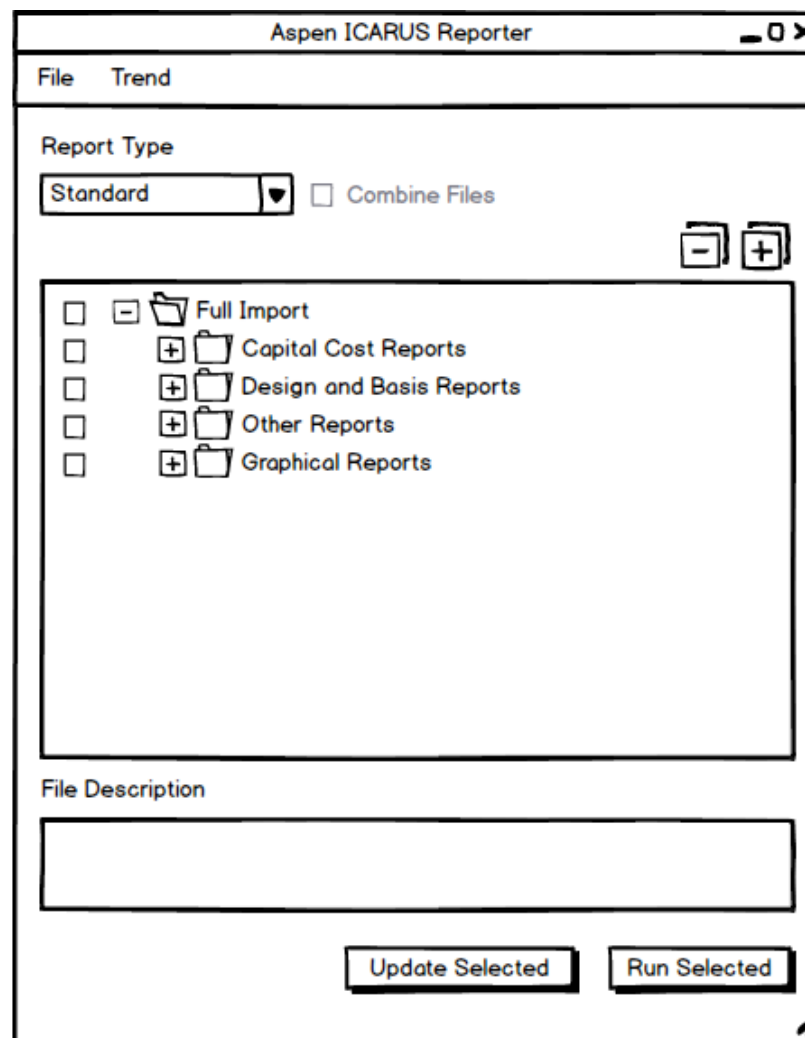 Aspen ICARUS Reporter
File Trend
Report Type
Standard Combine Files
Full Import
Capital Cost Reports
Design and Basis Reports
Other Reports
Graphical Reports
File Description
Update Selected Run Selected